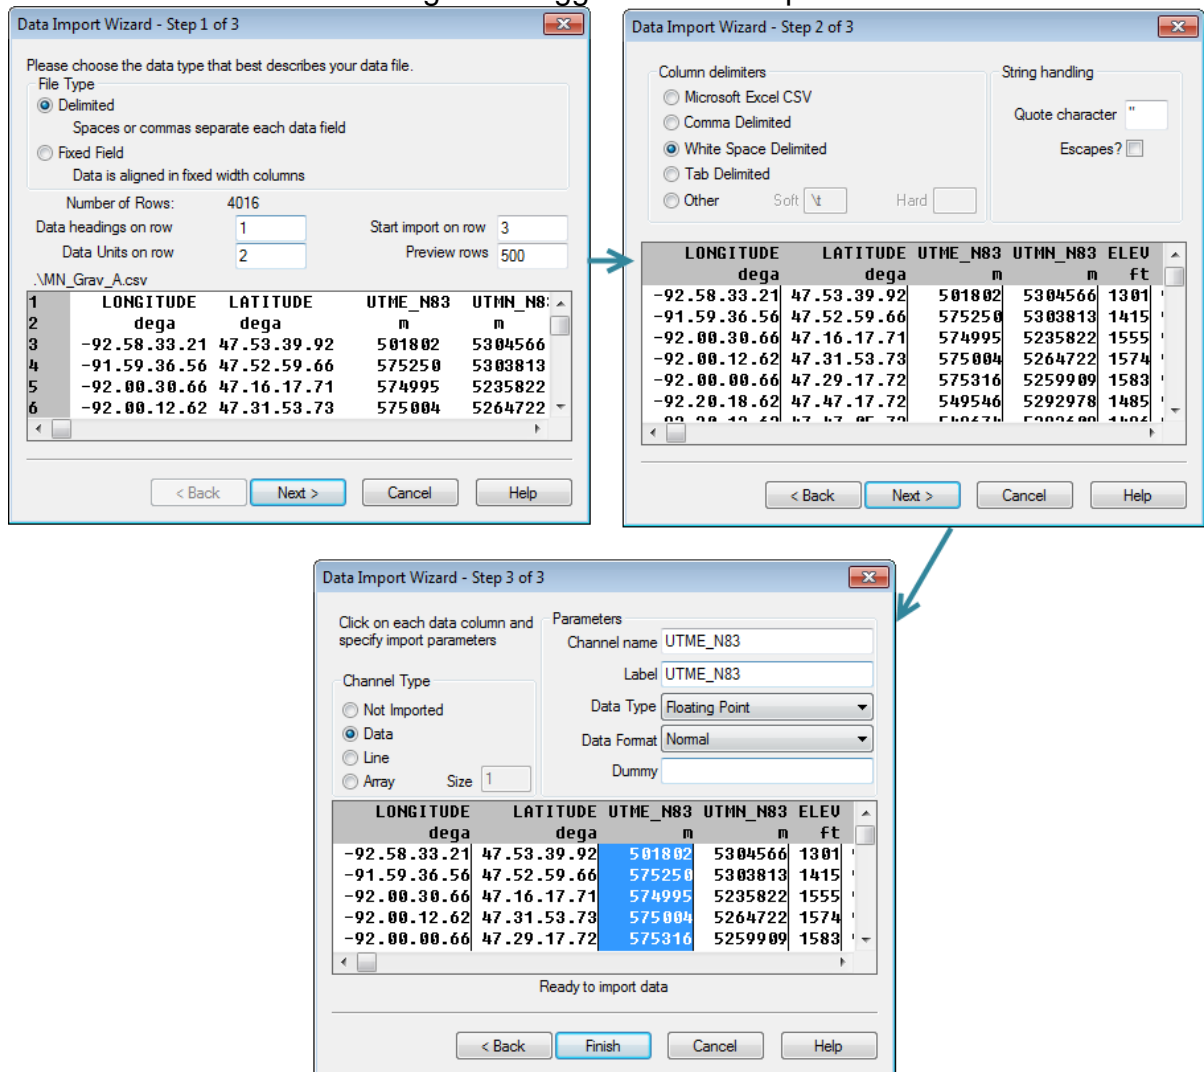 Data Import Wizard - Step 1 of 3
Please choose the data type that best describes your data file.
File Type
Delimited
Spaces or commas separate each data field
Fixed Field
Data is aligned in fixed width columns
Number of Rows: 4016
Data headings on row 1 Start import on row 3
Data Units on row 2 Preview rows 500
.\MN_Grav_A.csv
1 LONGITUDE LATITUDE UTME_N83 UTMN_N8
2 dega dega m m
3 -92.58.33.21 47.53.39.92 501802 5304566
4 -91.59.36.56 47.52.59.66 575250 5303813
5 -92.00.30.66 47.16.17.71 574995 5235822
6 -92.00.12.62 47.31.53.73 575004 5264722
< Back Next > Cancel Help
Data Import Wizard - Step 2 of 3
Column delimiters
Microsoft Excel CSV
Comma Delimited
White Space Delimited
Tab Delimited
Other Soft \t Hard
String handling
Quote character "
Escapes?
LONGITUDE LATITUDE UTME_N83 UTMN_N83 ELEV
dega dega m m ft
-92.58.33.21 47.53.39.92 501802 5304566 1301
-91.59.36.56 47.52.59.66 575250 5303813 1415
-92.00.30.66 47.16.17.71 574995 5235822 1555
-92.00.12.62 47.31.53.73 575004 5264722 1574
-92.00.00.66 47.29.17.72 575316 5259909 1583
-92.20.18.62 47.47.17.72 549546 5292978 1485
< Back Next > Cancel Help
Data Import Wizard - Step 3 of 3
Click on each data column and
specify import parameters
Channel Type
Not Imported
Data
Line
Array Size 1
Parameters
Channel name UTME_N83
Label UTME_N83
Data Type Floating Point
Data Format Normal
Dummy
LONGITUDE LATITUDE UTME_N83 UTMN_N83 ELEV
dega dega m m ft
-92.58.33.21 47.53.39.92 501802 5304566 1301
-91.59.36.56 47.52.59.66 575250 5303813 1415
-92.00.30.66 47.16.17.71 574995 5235822 1555
-92.00.12.62 47.31.53.73 575004 5264722 1574
-92.00.00.66 47.29.17.72 575316 5259909 1583
Ready to import data
< Back Finish Cancel Help